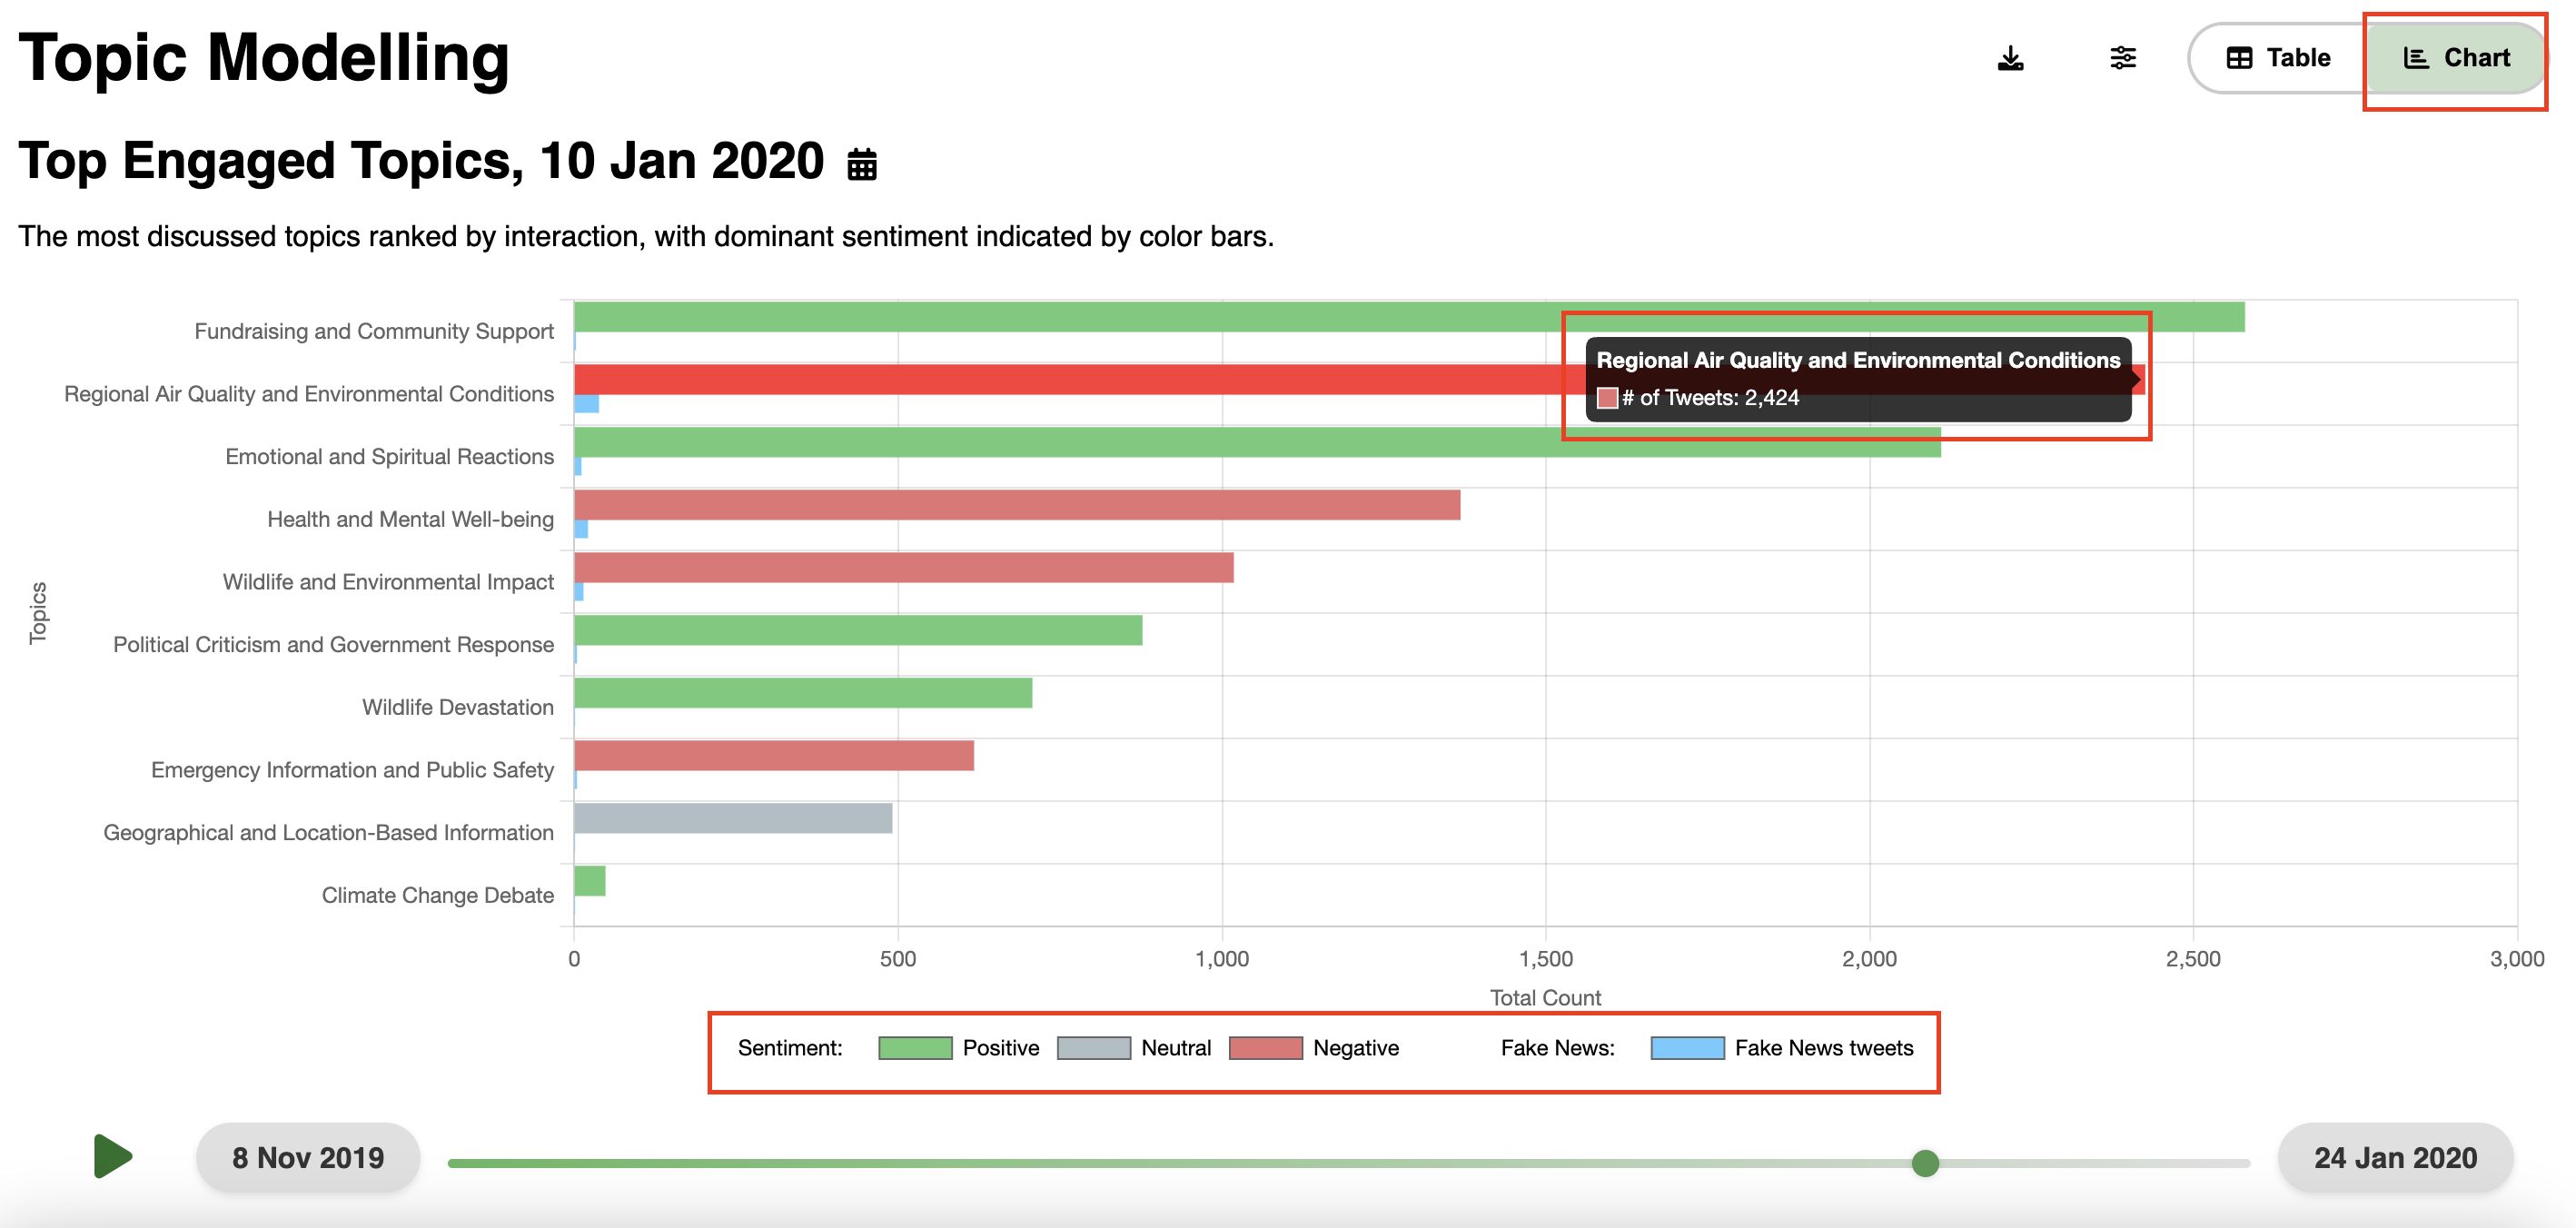 Topic Modelling
Table
Chart
Top Engaged Topics, 10 Jan 2020
The most discussed topics ranked by interaction, with dominant sentiment indicated by color bars.
Topics
Fundraising and Community Support
Regional Air Quality and Environmental Conditions
Regional Air Quality and Environmental Conditions
# of Tweets: 2,424
Emotional and Spiritual Reactions
Health and Mental Well-being
Wildlife and Environmental Impact
Political Criticism and Government Response
Wildlife Devastation
Emergency Information and Public Safety
Geographical and Location-Based Information
Climate Change Debate
0 500 1,000 1,500 2,000 2,500 3,000
Total Count
Sentiment: Positive Neutral Negative Fake News: Fake News tweets
8 Nov 2019 24 Jan 2020